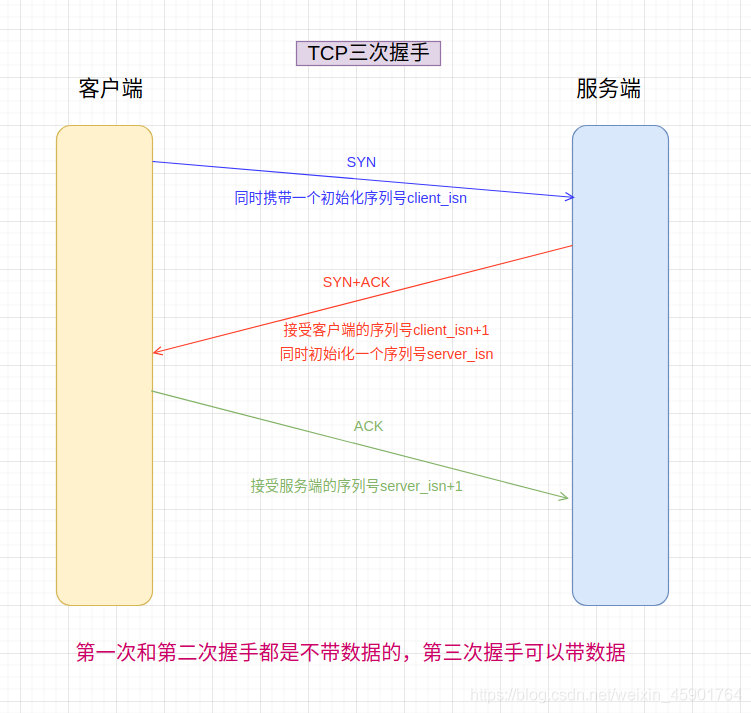 TCP三次握手
客户端
服务端
SYN
同时携带一个初始化序列号client_isn
SYN+ACK
接受客户端的序列号client_isn+1
同时初始i化一个序列号server_isn
ACK
接受服务端的序列号server_isn+1
第一次和第二次握手都是不带数据的，第三次握手可以带数据
https://blog.csdn.net/weixin_45901764